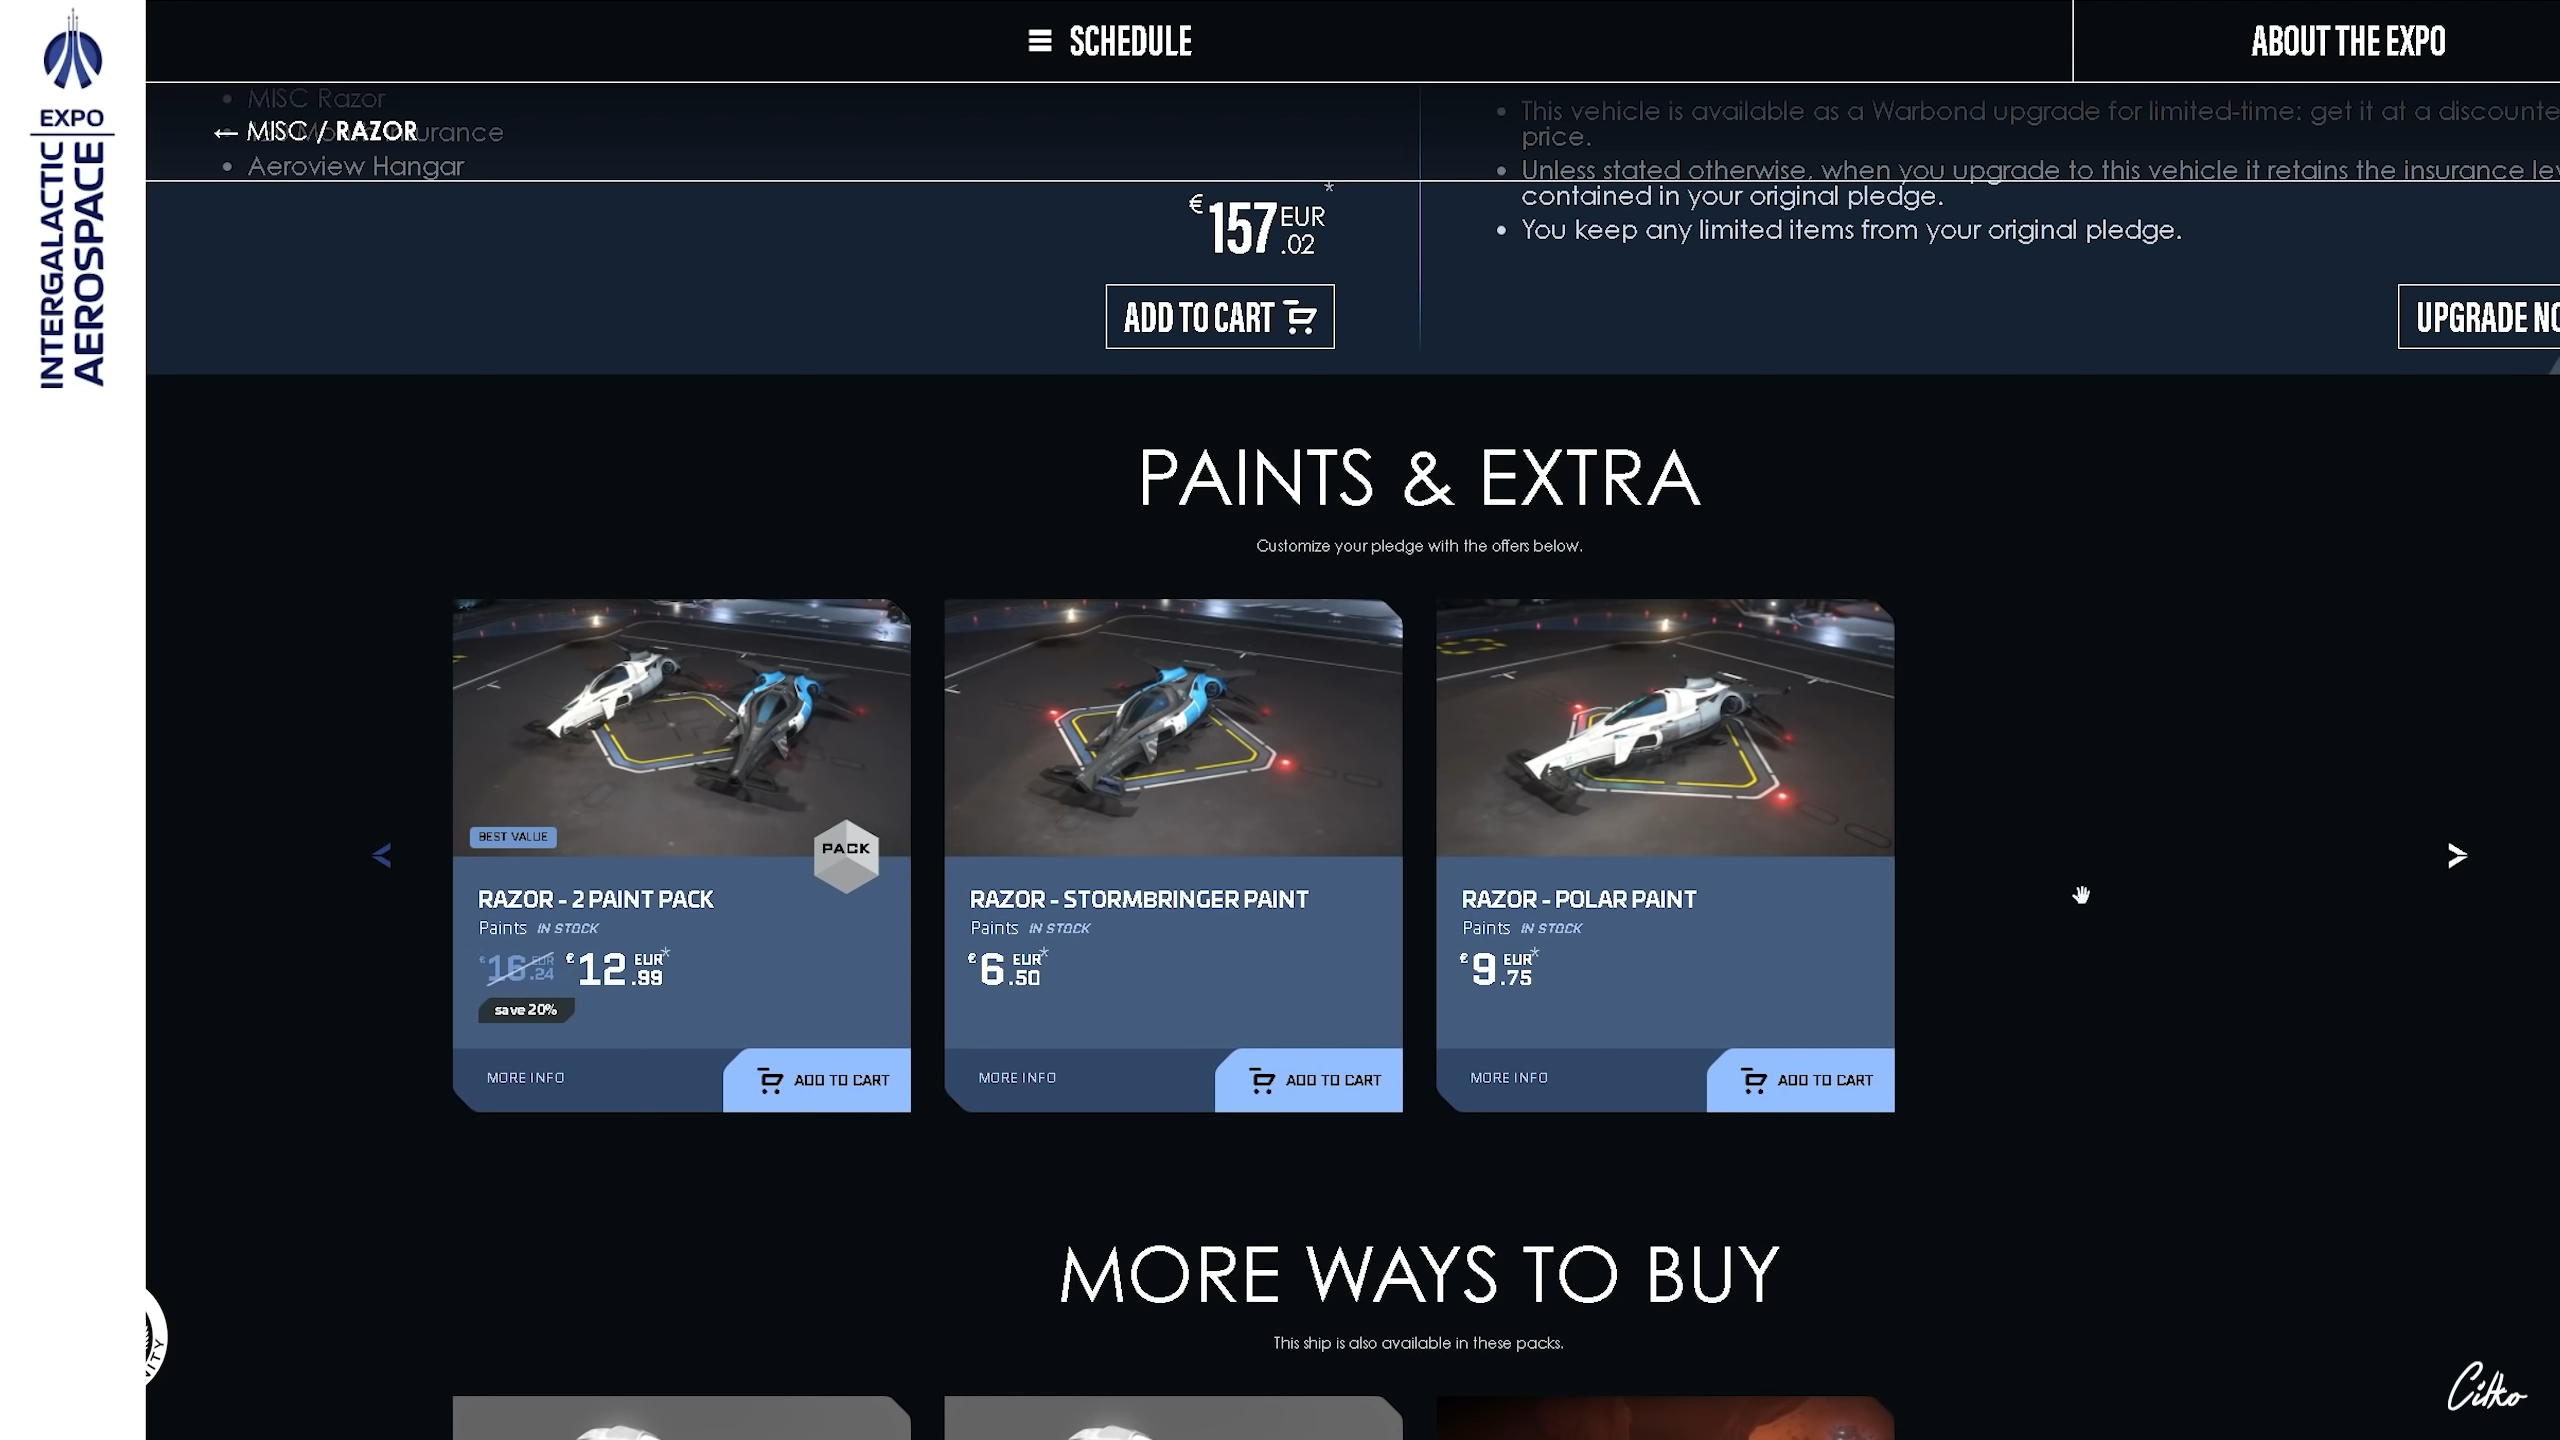 EXPO
INTERGALACTIC
AEROSPACE
SCHEDULE
ABOUT THE EXPO
MISC Razor
← MISC / RAZOR
Insurance
Aeroview Hangar
€157.02 EUR*
ADD TO CART
This vehicle is available as a Warbond upgrade for limited-time: get it at a
price.
Unless stated otherwise, when you upgrade to this vehicle it retains the insurance
contained in your original pledge.
You keep any limited items from your original pledge.
UPGRADE
PAINTS & EXTRA
Customize your pledge with the offers below.
BEST VALUE
PACK
RAZOR - 2 PAINT PACK
Paints IN STOCK
€16.24 EUR €12.99 EUR*
save 20%
MORE INFO
ADD TO CART
RAZOR - STORMBRINGER PAINT
Paints IN STOCK
€6.50 EUR*
MORE INFO
ADD TO CART
RAZOR - POLAR PAINT
Paints IN STOCK
€9.75 EUR*
MORE INFO
ADD TO CART
MORE WAYS TO BUY
This ship is also available in these packs.
Citko